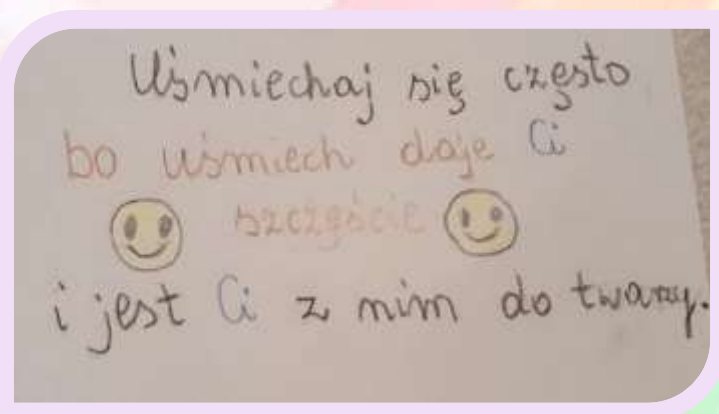 Uśmiechaj się często
bo uśmiech daje Ci
szczęście
i jest Ci z nim do twarzy.